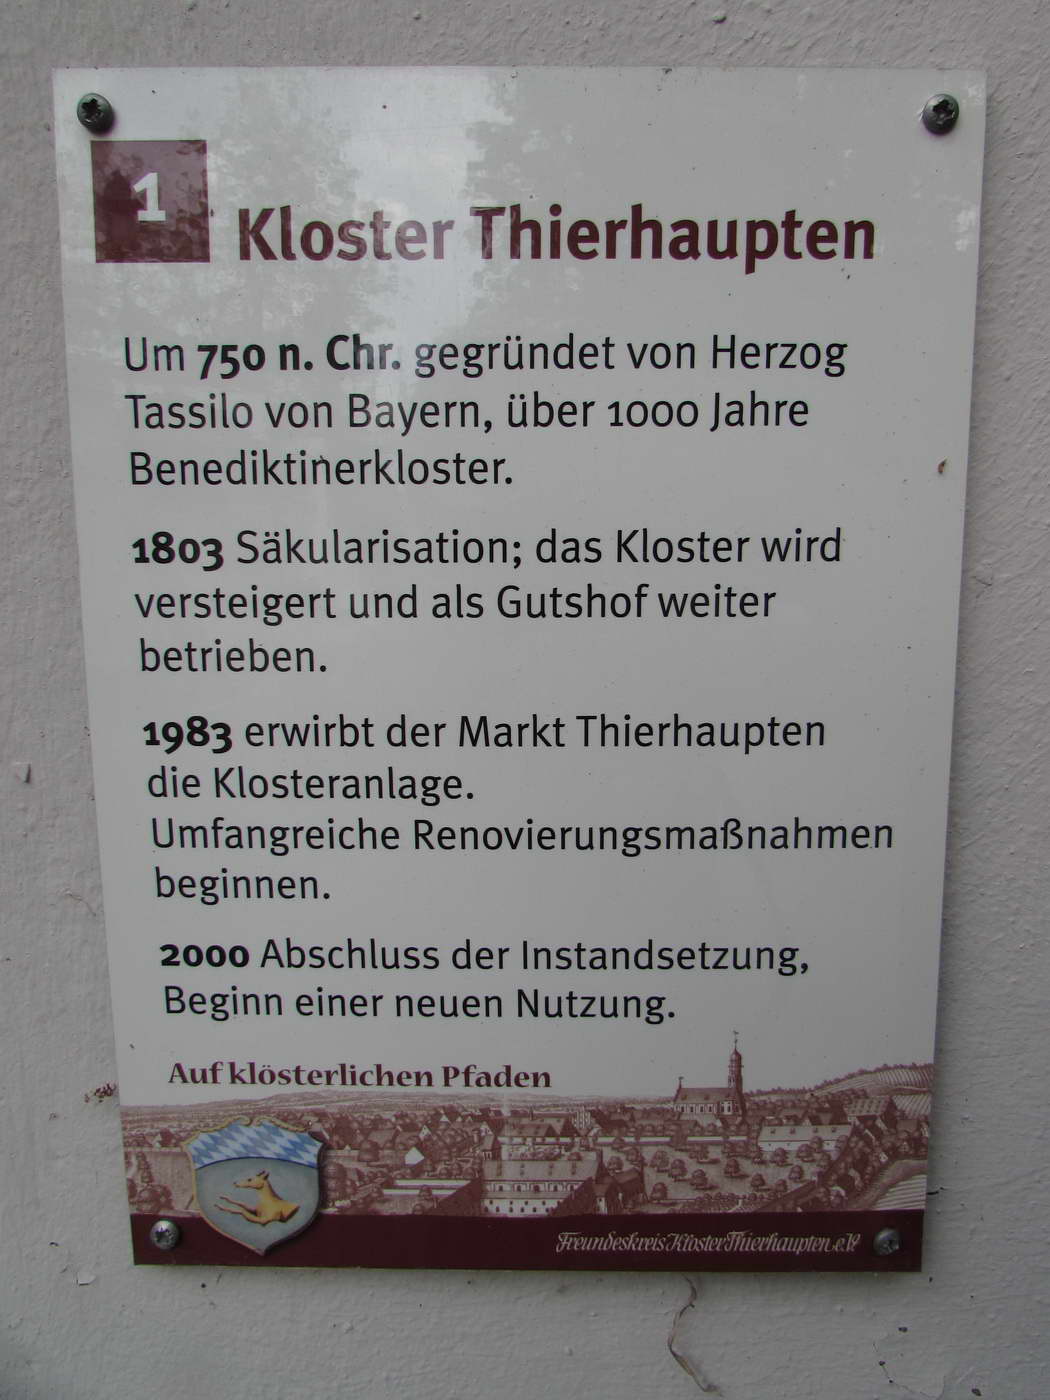 1
Kloster Thierhaupten
Um 750 n. Chr. gegründet von Herzog
Tassilo von Bayern, über 1000 Jahre
Benediktinerkloster.
1803 Säkularisation; das Kloster wird
versteigert und als Gutshof weiter
betrieben.
1983 erwirbt der Markt Thierhaupten
die Klosteranlage.
Umfangreiche Renovierungsmaßnahmen
beginnen.
2000 Abschluss der Instandsetzung,
Beginn einer neuen Nutzung.
Auf klösterlichen Pfaden
Freundeskreis Kloster Thierhaupten e.V.